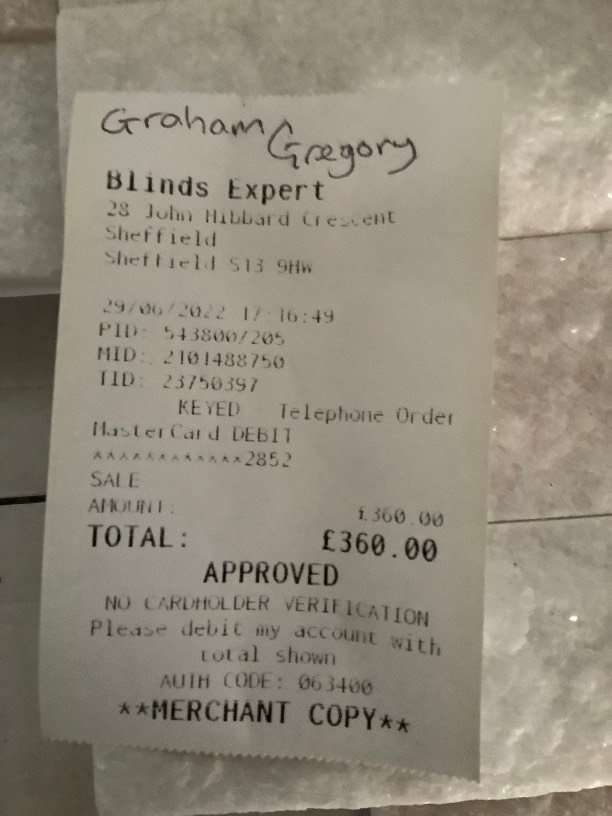 Graham Gregory
Blinds Expert
28 John Hibbard Crescent
Sheffield
Sheffield S13 9HW
29/06/2022 17:16:49
PID: 543800/205
MID: 2101488750
TID: 23750397
KEYED Telephone Order
MasterCard DEBIT
************2852
SALE
AMOUNT: £360.00
TOTAL: £360.00
APPROVED
NO CARDHOLDER VERIFICATION
Please debit my account with
total shown
AUTH CODE: 063400
**MERCHANT COPY**